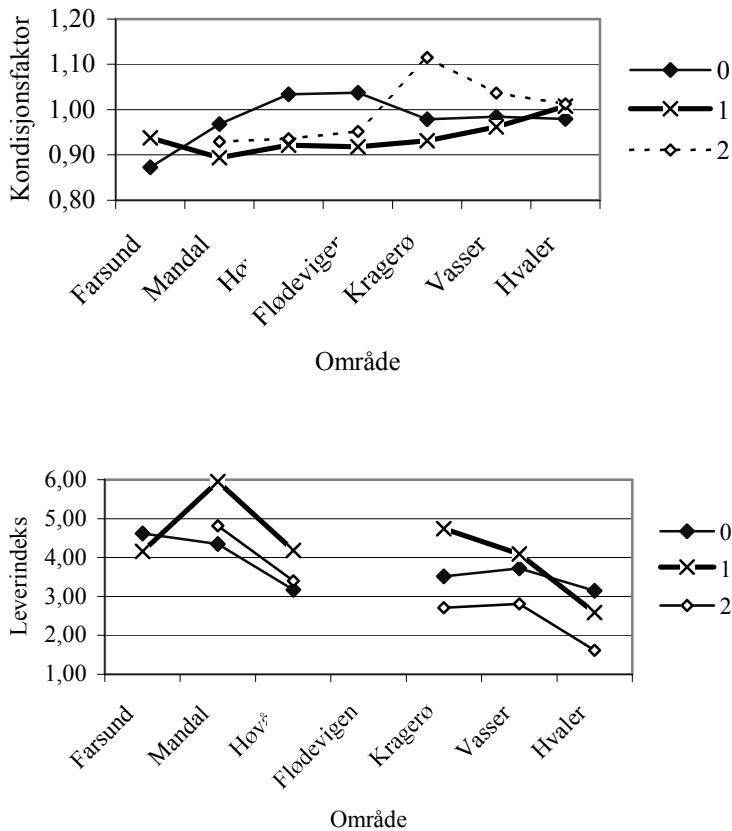 Kondisjonsfaktor
1,20
1,10
1,00
0,90
0,80
Farsund
Mandal
Flødevigen
Kragerø
Vasser
Hvaler
Område
0
1
2
Leverindeks
6,00
5,00
4,00
3,00
2,00
1,00
Farsund
Mandal
Høvå
Flødevigen
Kragerø
Vasser
Hvaler
Område
0
1
2